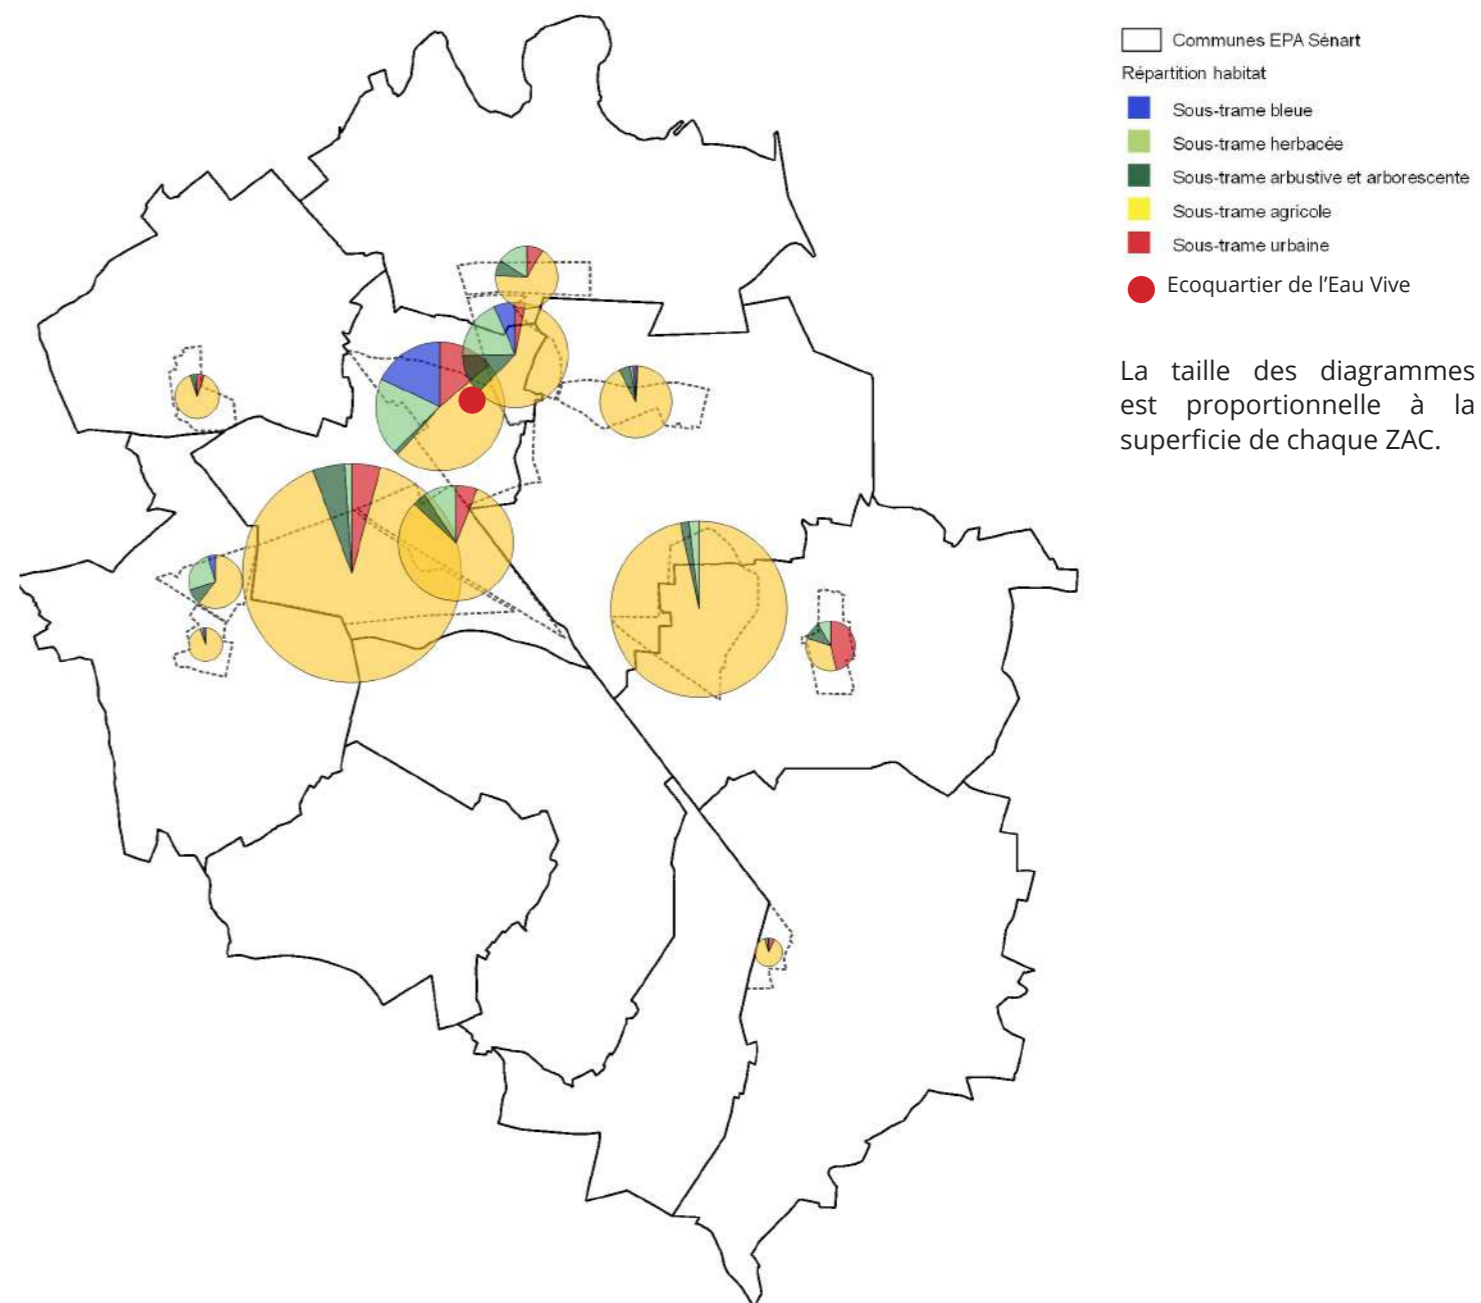 Communes EPA Sénart
Répartition habitat
Sous-trame bleue
Sous-trame herbacée
Sous-trame arbustive et arborescente
Sous-trame agricole
Sous-trame urbaine
Ecoquartier de l'Eau Vive
La taille des diagrammes
est proportionnelle à la
superficie de chaque ZAC.